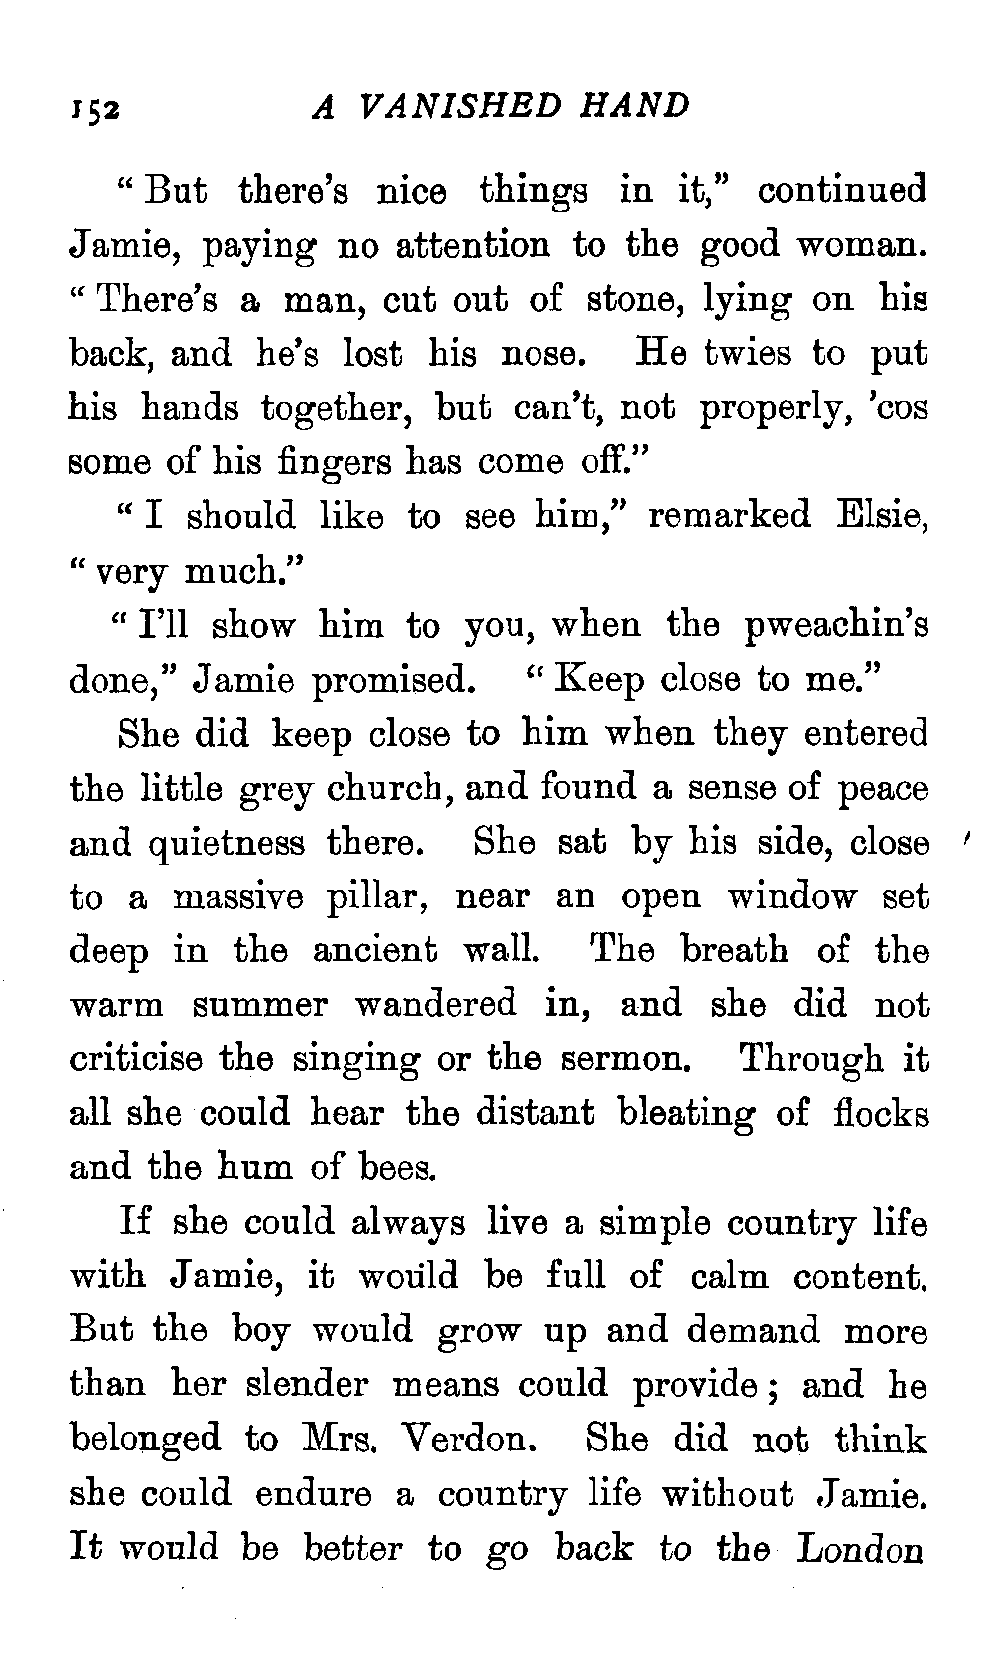 152 A VANISHED HAND
“ But there’s nice things in it,” continued
Jamie, paying no attention to the good woman.
“ There’s a man, cut out of stone, lying on his
back, and he’s lost his nose. He twies to put
his hands together, but can’t, not properly, ’cos
some of his fingers has come off.”
“ I should like to see him,” remarked Elsie,
“ very much.”
“ I’ll show him to you, when the pweachin’s
done,” Jamie promised. “ Keep close to me.”
She did keep close to him when they entered
the little grey church, and found a sense of peace
and quietness there. She sat by his side, close
to a massive pillar, near an open window set
deep in the ancient wall. The breath of the
warm summer wandered in, and she did not
criticise the singing or the sermon. Through it
all she could hear the distant bleating of flocks
and the hum of bees.
If she could always live a simple country life
with Jamie, it would be full of calm content.
But the boy would grow up and demand more
than her slender means could provide ; and he
belonged to Mrs. Verdon. She did not think
she could endure a country life without Jamie.
It would be better to go back to the London